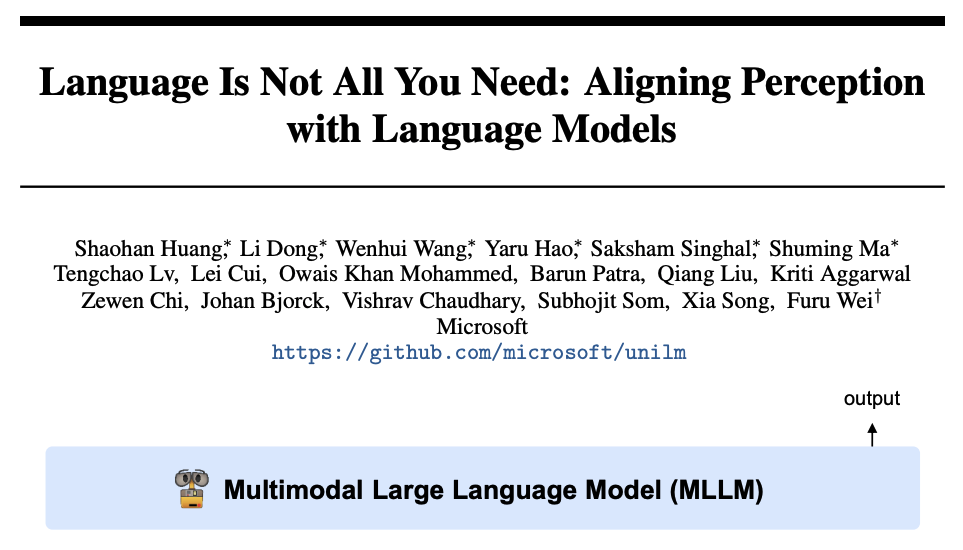 Language Is Not All You Need: Aligning Perception
with Language Models
Shaohan Huang,* Li Dong,* Wenhui Wang,* Yaru Hao,* Saksham Singhal,* Shuming Ma*
Tengchao Lv, Lei Cui, Owais Khan Mohammed, Barun Patra, Qiang Liu, Kriti Aggarwal
Zewen Chi, Johan Bjorck, Vishrav Chaudhary, Subhojit Som, Xia Song, Furu Wei†
Microsoft
https://github.com/microsoft/unilm
output
Multimodal Large Language Model (MLLM)